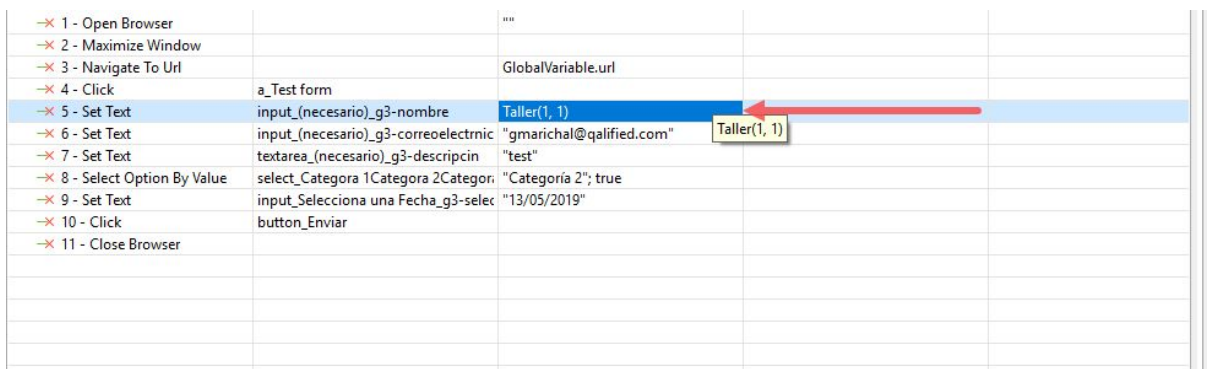 1 - Open Browser ""
2 - Maximize Window
3 - Navigate To Url GlobalVariable.url
4 - Click a_Test form
5 - Set Text input_(necesario)_g3-nombre Taller(1, 1)
6 - Set Text input_(necesario)_g3-correoelectrnic "gmarichal@qalified.com" Taller(1, 1)
7 - Set Text textarea_(necesario)_g3-descripcin "test"
8 - Select Option By Value select_Categora 1Categora 2Categor "Categoría 2"; true
9 - Set Text input_Selecciona una Fecha_g3-selec "13/05/2019"
10 - Click button_Enviar
11 - Close Browser